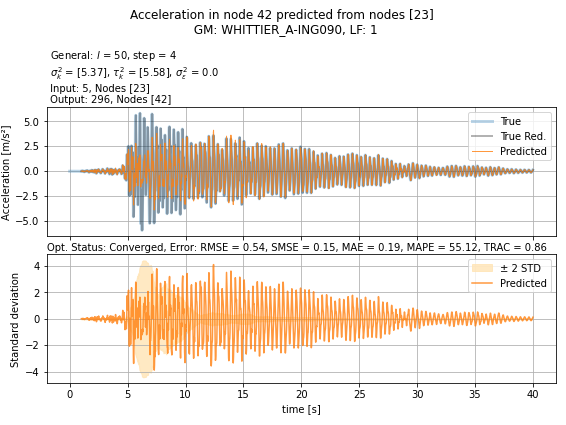 Acceleration in node 42 predicted from nodes [23]
GM: WHITTIER_A-ING090, LF: 1
General: l = 50, step = 4
σ²ₖ = [5.37], τ²ₖ = [5.58], σ²ε = 0.0
Input: 5, Nodes [23]
Output: 296, Nodes [42]
Acceleration [m/s²]
5.0
2.5
0.0
−2.5
−5.0
True
True Red.
Predicted
Opt. Status: Converged, Error: RMSE = 0.54, SMSE = 0.15, MAE = 0.19, MAPE = 55.12, TRAC = 0.86
Standard deviation
4
2
0
−2
−4
± 2 STD
Predicted
0 5 10 15 20 25 30 35 40
time [s]